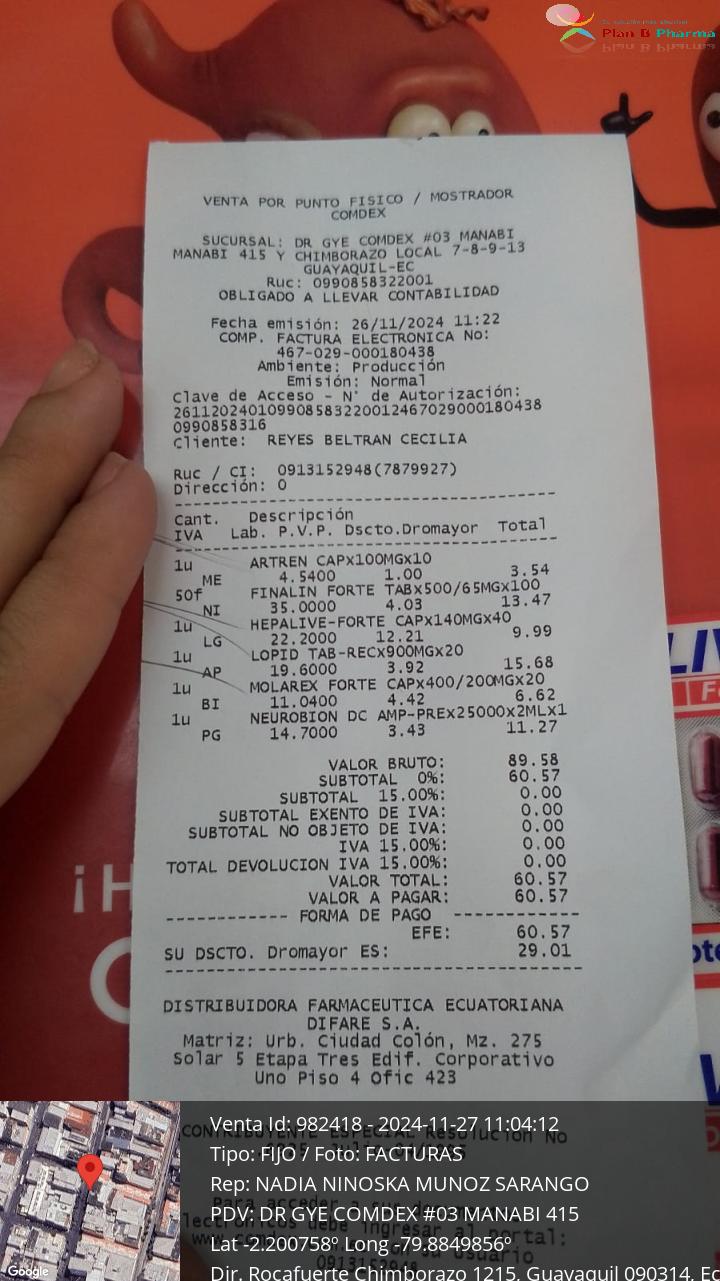 Plan B Pharma
VENTA POR PUNTO FISICO / MOSTRADOR
COMDEX
SUCURSAL: DR GYE COMDEX #03 MANABI
MANABI 415 Y CHIMBORAZO LOCAL 7-8-9-13
GUAYAQUIL-EC
Ruc: 0990858322001
OBLIGADO A LLEVAR CONTABILIDAD
Fecha emisión: 26/11/2024 11:22
COMP. FACTURA ELECTRONICA No:
467-029-000180438
Ambiente: Producción
Emisión: Normal
Clave de Acceso - N° de Autorización:
261120240109908583220012467029000180438
0990858316
Cliente: REYES BELTRAN CECILIA
Ruc / CI: 0913152948(7879927)
Dirección: 0
Cant. Descripción
IVA Lab. P.V.P. Dscto.Dromayor Total
1u ARTREN CAPx100MGx10
ME 4.5400 1.00 3.54
50f FINALIN FORTE TABx500/65MGx100
NI 35.0000 4.03 13.47
1u HEPALIVE-FORTE CAPx140MGx40
LG 22.2000 12.21 9.99
1u LOPID TAB-RECx900MGx20
AP 19.6000 3.92 15.68
1u MOLAREX FORTE CAPx400/200MGx20
BI 11.0400 4.42 6.62
1u NEUROBION DC AMP-PREx25000x2MLx1
PG 14.7000 3.43 11.27
VALOR BRUTO: 89.58
SUBTOTAL 0%: 60.57
SUBTOTAL 15.00%: 0.00
SUBTOTAL EXENTO DE IVA: 0.00
SUBTOTAL NO OBJETO DE IVA: 0.00
IVA 15.00%: 0.00
TOTAL DEVOLUCION IVA 15.00%: 0.00
VALOR TOTAL: 60.57
VALOR A PAGAR: 60.57
------------ FORMA DE PAGO ------------
EFE: 60.57
SU DSCTO. Dromayor ES: 29.01
DISTRIBUIDORA FARMACEUTICA ECUATORIANA
DIFARE S.A.
Matriz: Urb. Ciudad Colón, Mz. 275
Solar 5 Etapa Tres Edif. Corporativo
Uno Piso 4 Ofic 423
CONTRIBUYENTE ESPECIAL Resolución No
Venta Id: 982418 - 2024-11-27 11:04:12
Tipo: FIJO / Foto: FACTURAS
Rep: NADIA NINOSKA MUNOZ SARANGO
PDV: DR GYE COMDEX #03 MANABI 415
Lat -2.200758° Long -79.8849856°
Dir. Rocafuerte Chimborazo 1215, Guayaquil 090314, Ec
Google